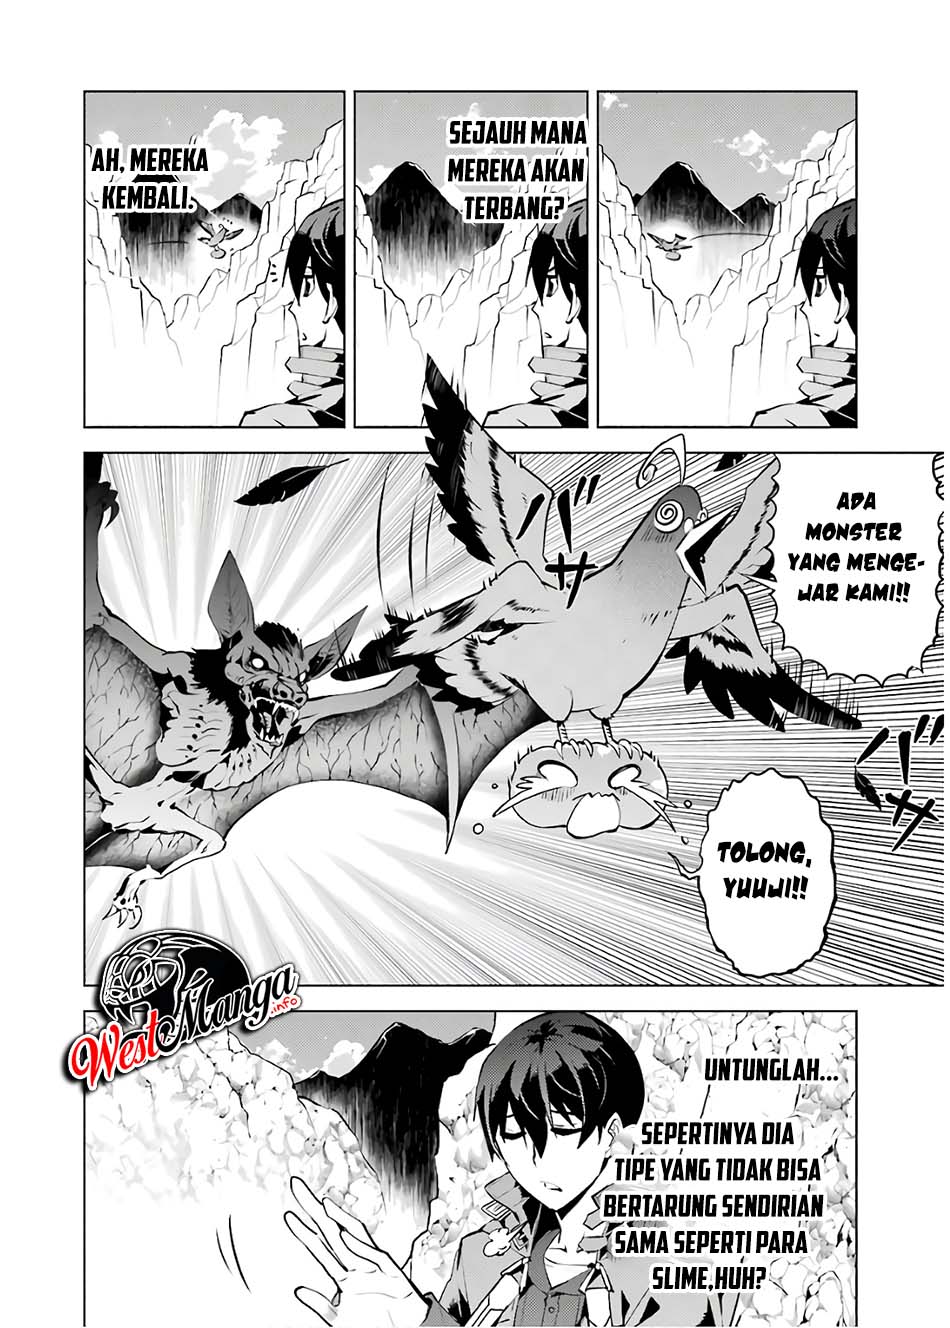 SEJAUH MANA
MEREKA AKAN
TERBANG?
AH, MEREKA
KEMBALI.
ADA
MONSTER
YANG MENGE-
JAR KAMI!!
TOLONG,
YUUJI!!
WestManga
.info
UNTUNGLAH...
SEPERTINYA DIA
TIPE YANG TIDAK BISA
BERTARUNG SENDIRIAN
SAMA SEPERTI PARA
SLIME,HUH?